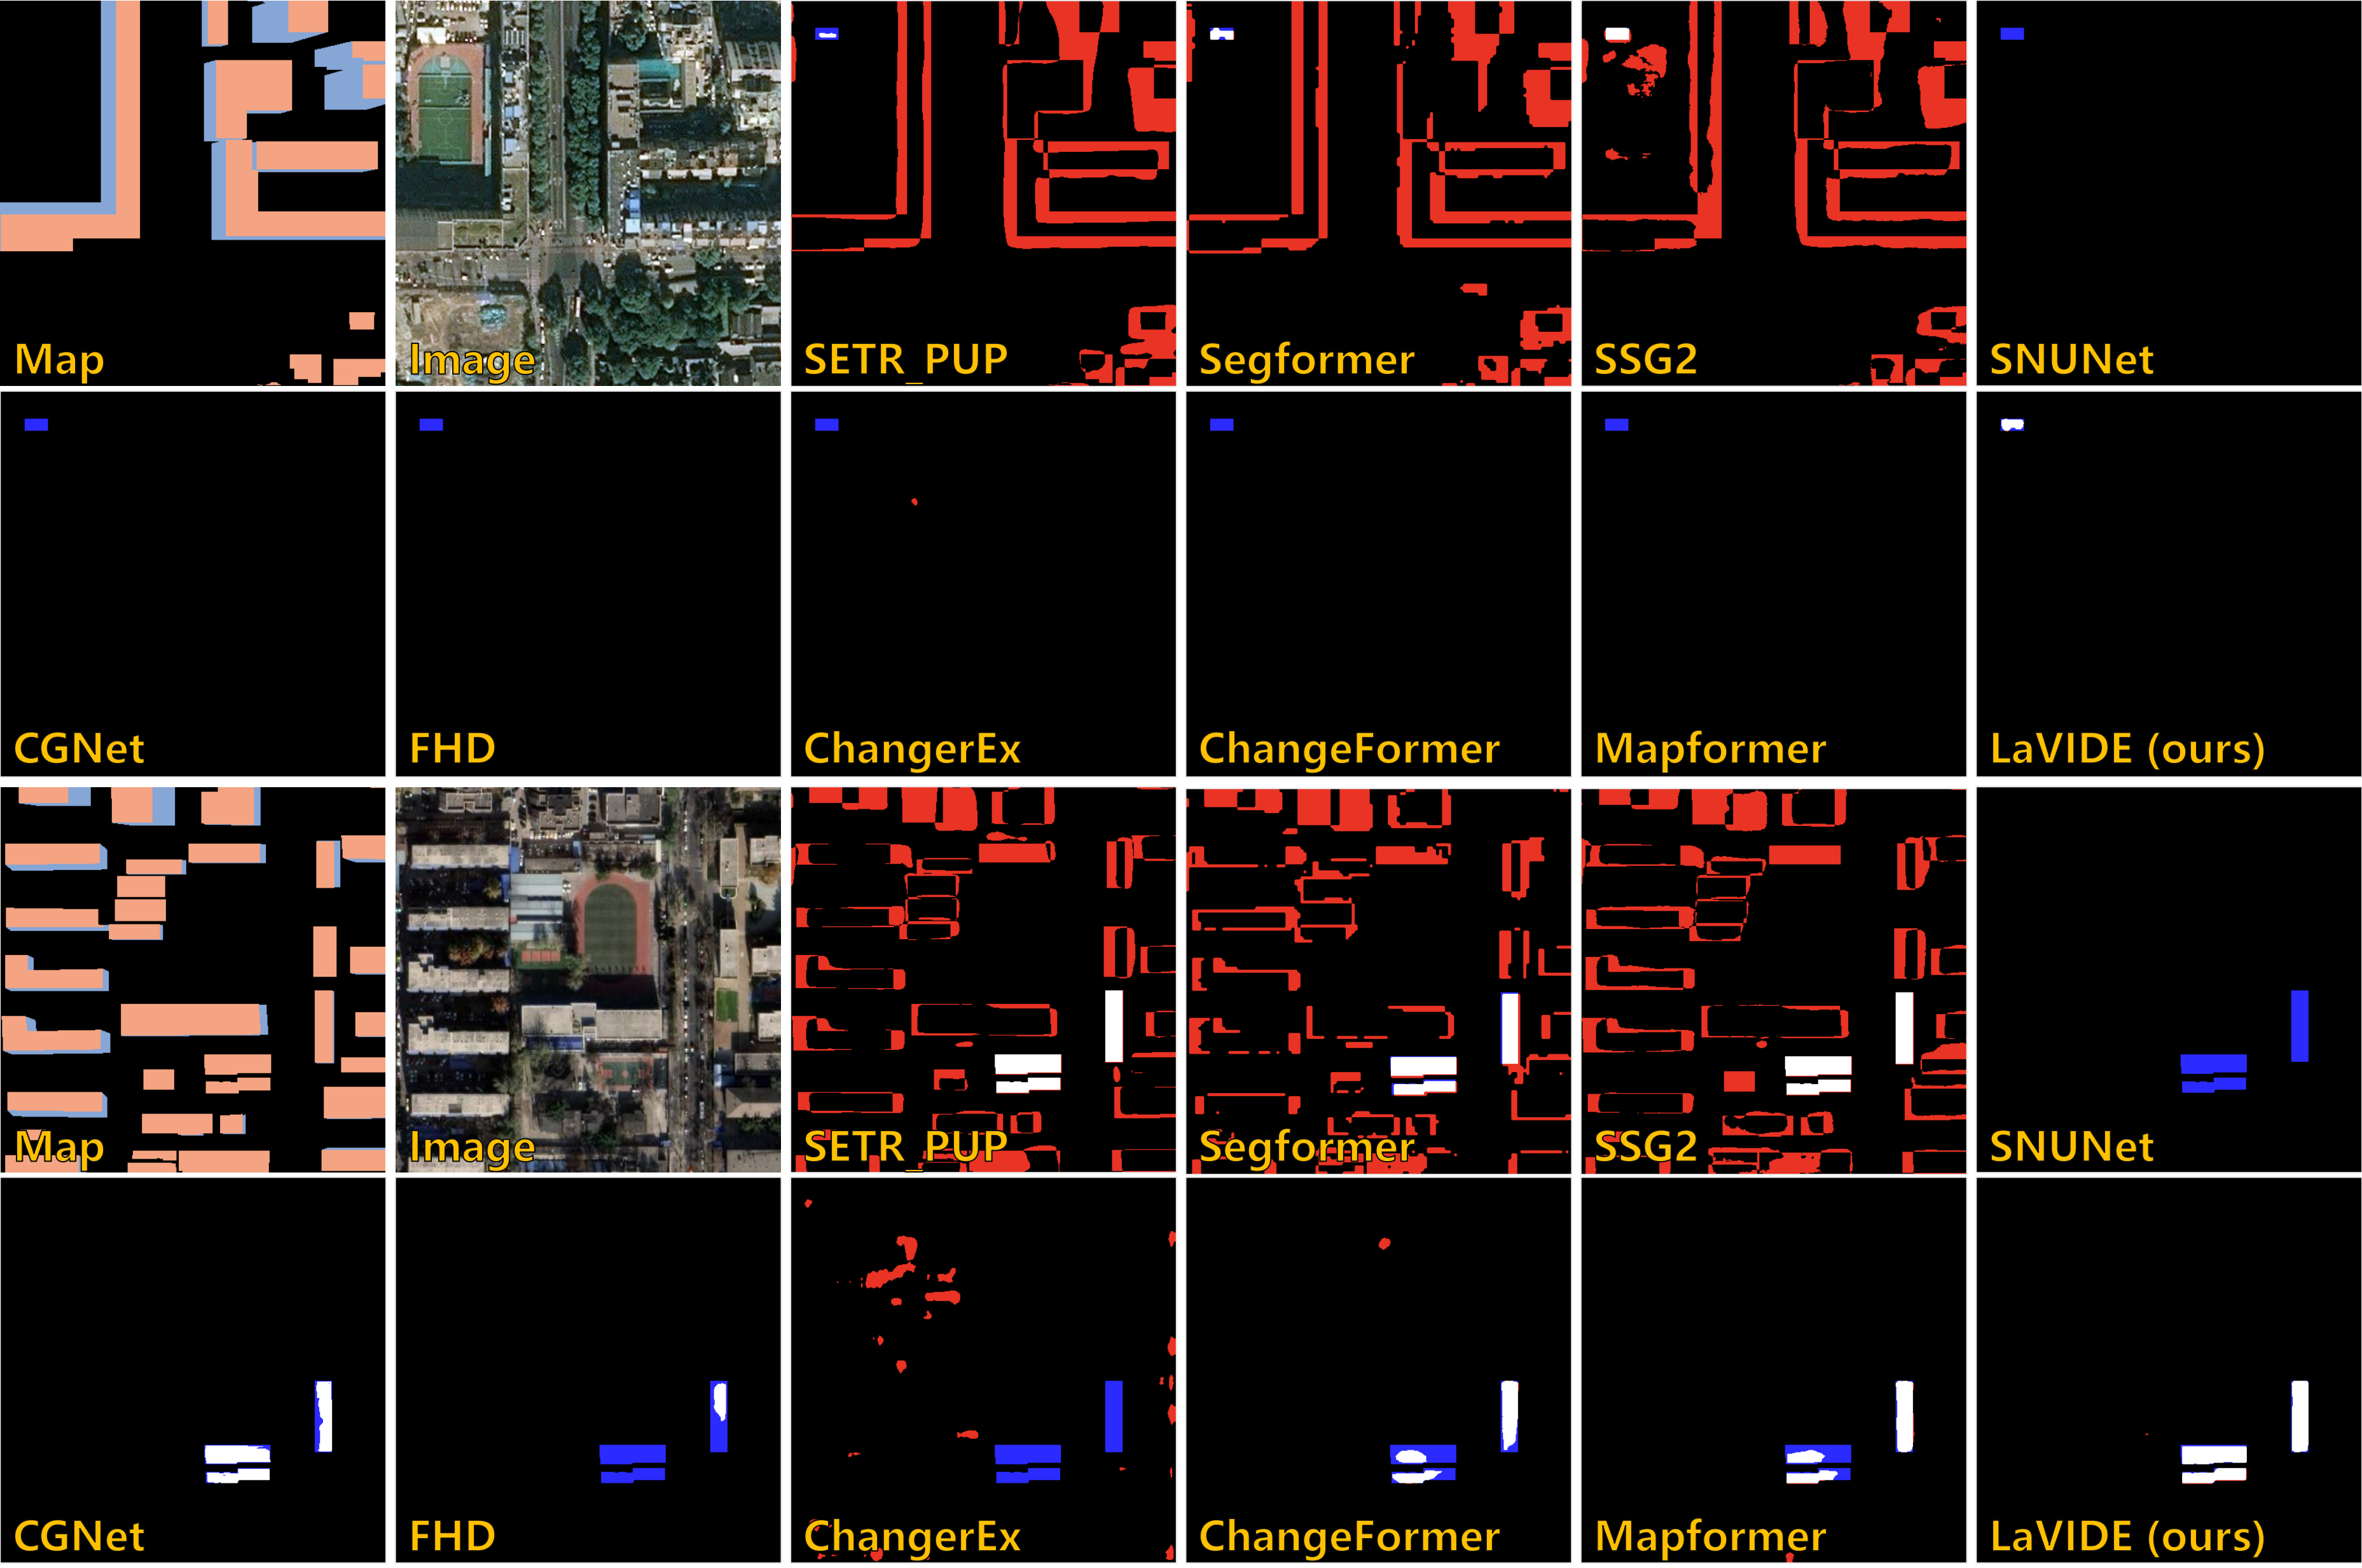 Map
Image
SETR_PUP
Segformer
SSG2
SNUNet
CGNet
FHD
ChangerEx
ChangeFormer
Mapformer
LaVIDE (ours)
Map
Image
SETR_PUP
Segformer
SSG2
SNUNet
CGNet
FHD
ChangerEx
ChangeFormer
Mapformer
LaVIDE (ours)